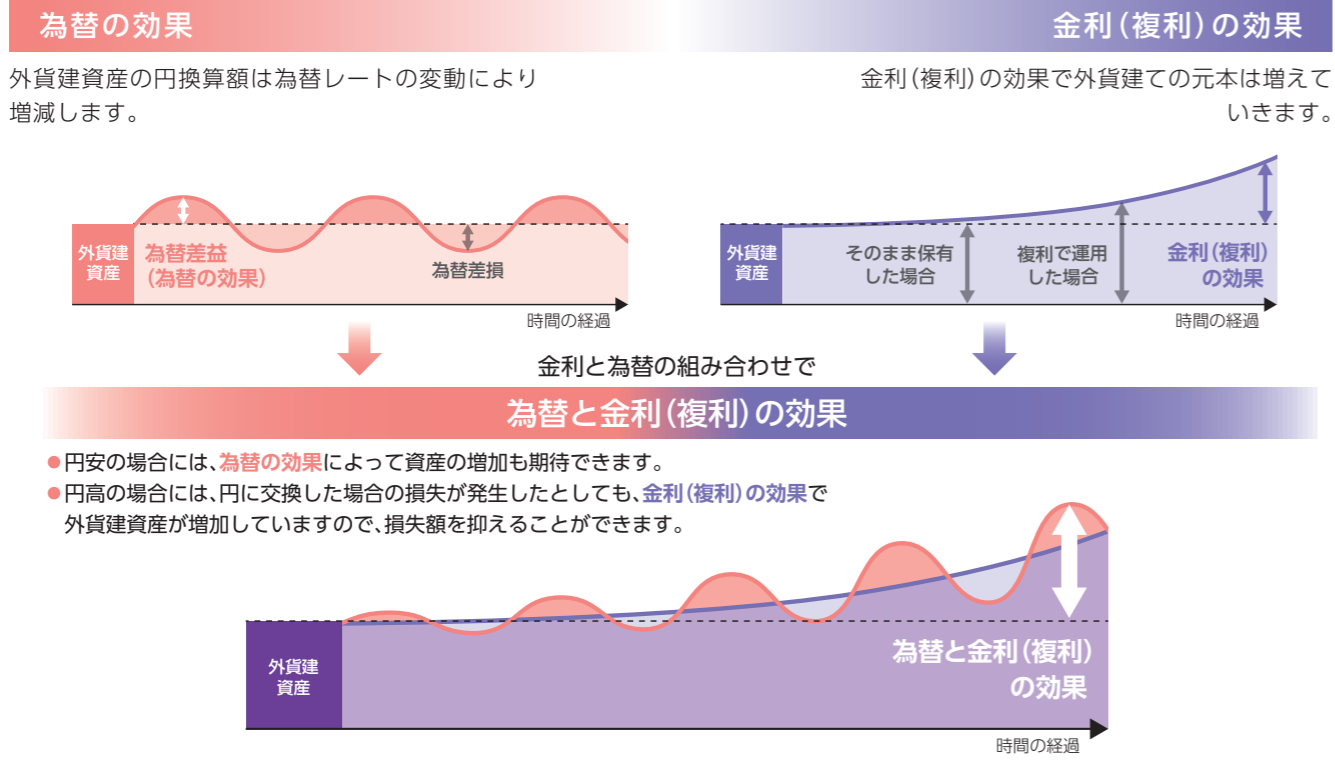 為替の効果
金利(複利)の効果
外貨建資産の円換算額は為替レートの変動により
増減します。
金利(複利)の効果で外貨建ての元本は増えて
いきます。
外貨建
資産
為替差益
(為替の効果)
為替差損
時間の経過
外貨建
資産
そのまま保有
した場合
複利で運用
した場合
金利(複利)
の効果
時間の経過
金利と為替の組み合わせで
為替と金利(複利)の効果
●円安の場合には、為替の効果によって資産の増加も期待できます。
●円高の場合には、円に交換した場合の損失が発生したとしても、金利(複利)の効果で
外貨建資産が増加していますので、損失額を抑えることができます。
外貨建
資産
為替と金利(複利)
の効果
時間の経過